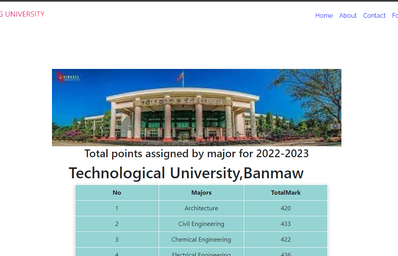 G UNIVERSITY
Home About Contact Fo
Total points assigned by major for 2022-2023
Technological University,Banmaw
No Majors TotalMark
1 Architecture 420
2 Civil Engineering 433
3 Chemical Engineering 422
4 Electrical Engineering 436